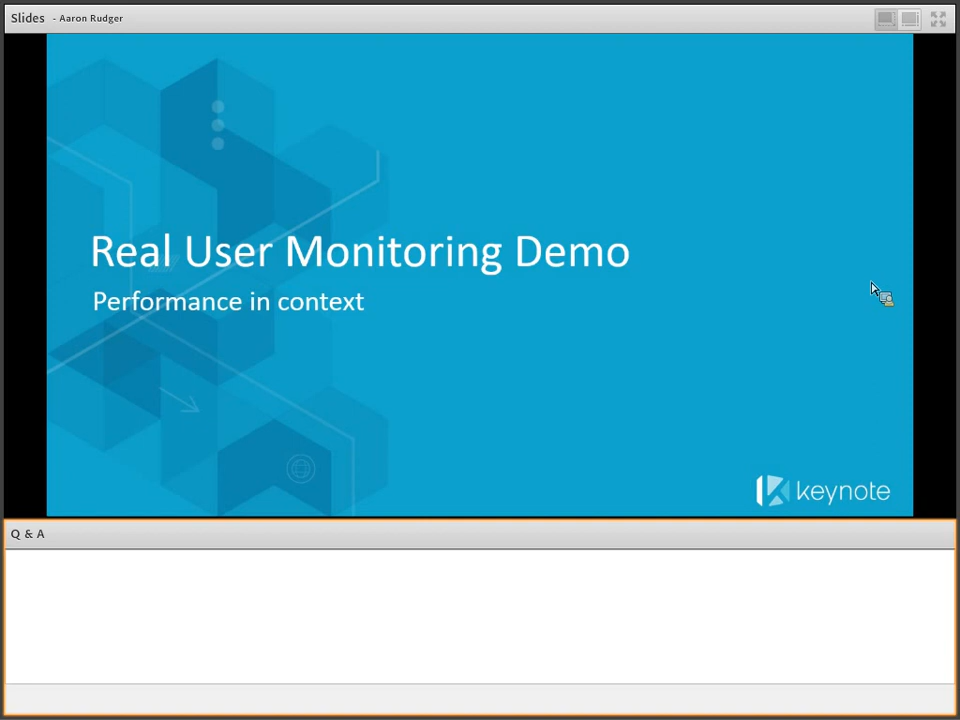 Slides - Aaron Rudger
Real User Monitoring Demo
Performance in context
keynote
Q & A